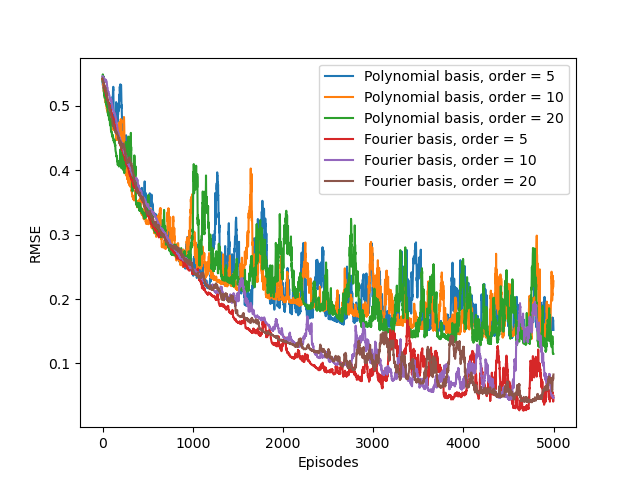 Polynomial basis, order = 5
Polynomial basis, order = 10
Polynomial basis, order = 20
Fourier basis, order = 5
Fourier basis, order = 10
Fourier basis, order = 20
0.5
0.4
0.3
0.2
0.1
RMSE
0 1000 2000 3000 4000 5000
Episodes